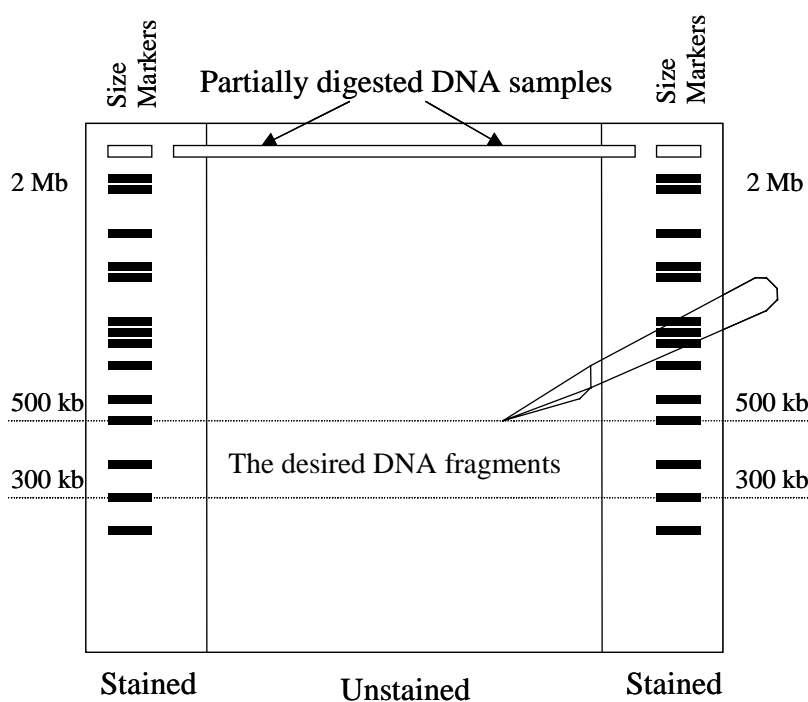 Size
Markers
Partially digested DNA samples
Size
Markers
2 Mb
2 Mb
500 kb
500 kb
The desired DNA fragments
300 kb
300 kb
Stained
Unstained
Stained